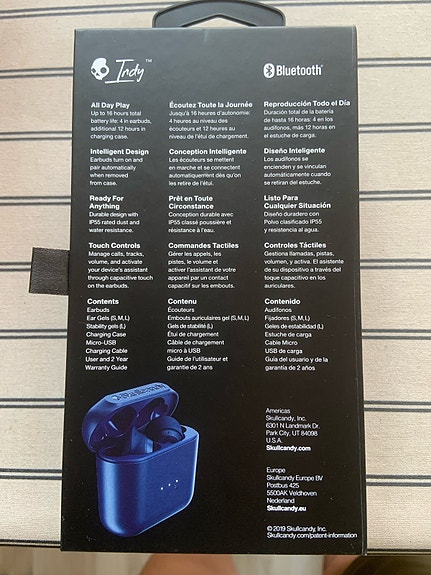 Indy™
Bluetooth®
All Day Play
Up to 16 hours total
battery life: 4 in earbuds,
additional 12 hours in
charging case.
Écoutez Toute la Journée
Jusqu'à 16 heures d'autonomie:
4 heures au niveau des
écouteurs et 12 heures au
niveau de l'étui de chargement.
Reproducción Todo el Día
Duración total de la batería
de hasta 16 horas: 4 en los
audífonos, más 12 horas en
el estuche de carga.
Intelligent Design
Earbuds turn on and
pair automatically
when removed
from case.
Conception Intelligente
Les écouteurs se mettent
en marche et se connectent
automatiquement dès qu'on
les retire de l'étui.
Diseño Inteligente
Los audífonos se
encienden y se vinculan
automáticamente cuando
se retiran del estuche.
Ready For
Anything
Durable design with
IP55 rated dust and
water resistance.
Prêt en Toute
Circonstance
Conception durable avec
IP55 classé poussière et
résistance à l'eau.
Listo Para
Cualquier Situación
Diseño duradero con
Polvo clasificado IP55
y resistencia al agua.
Touch Controls
Manage calls, tracks,
volume, and activate
your device's assistant
through capacitive touch
on the earbuds.
Commandes Tactiles
Gérer les appels, les
pistes, le volume et
activer l'assistant de votre
appareil par un contact
capacitif sur les embouts.
Controles Táctiles
Gestiona llamadas, pistas,
volumen, y activa. El asistente
de su dispositivo a través del
toque capacitivo en los
auriculares.
Contents
Earbuds
Ear Gels (S, M, L)
Stability gels (L)
Charging Case
Micro-USB
Charging Cable
User and 2 Year
Warranty Guide
Contenu
Écouteurs
Embouts auriculaires gel (S, M, L)
Gels de stabilité (L)
Étui de chargement
Câble de chargement
micro à USB
Guide de l'utilisateur et
garantie de 2 ans
Contenido
Audífonos
Fijadores (S, M, L)
Geles de estabilidad (L)
Estuche de carga
Cable Micro
USB de carga
Guía del usuario y de la
garantía de 2 años
Americas
Skullcandy, Inc.
6301 N Landmark Dr.
Park City, UT 84098
U.S.A.
Skullcandy.com
Europe
Skullcandy Europe BV
Postbus 425
5500AK Veldhoven
Nederland
Skullcandy.eu
© 2019 Skullcandy, Inc.
Skullcandy.com/patent-information